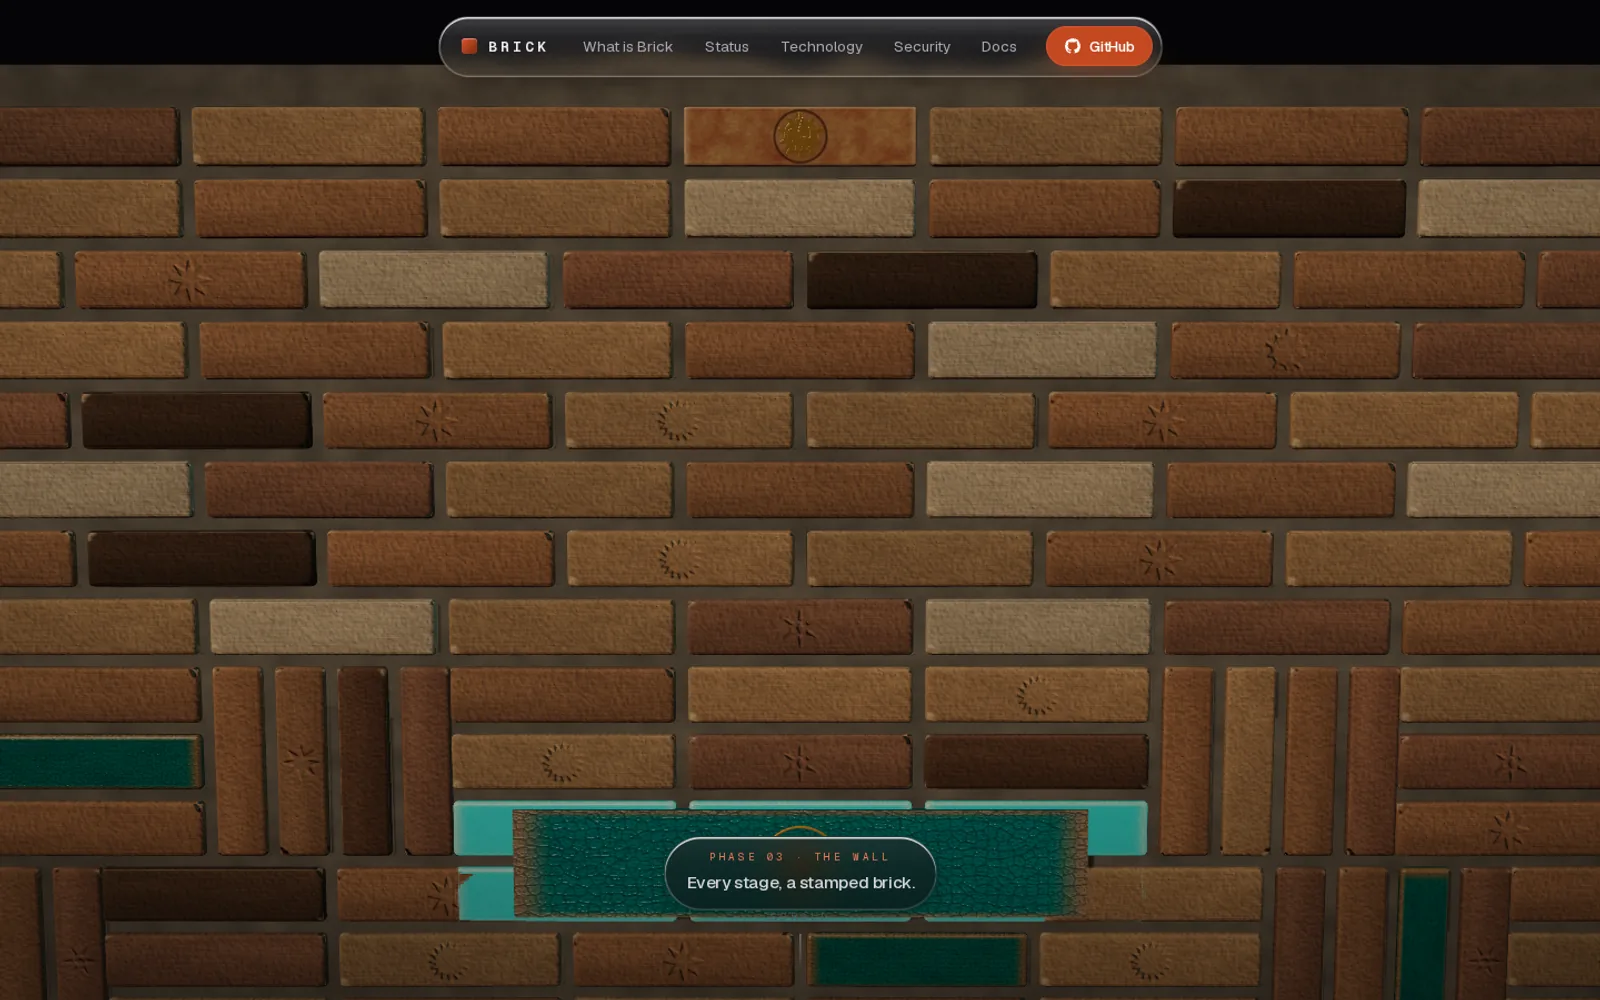 BRICK What is Brick Status Technology Security Docs GitHub
PHASE 03 · THE WALL
Every stage, a stamped brick.